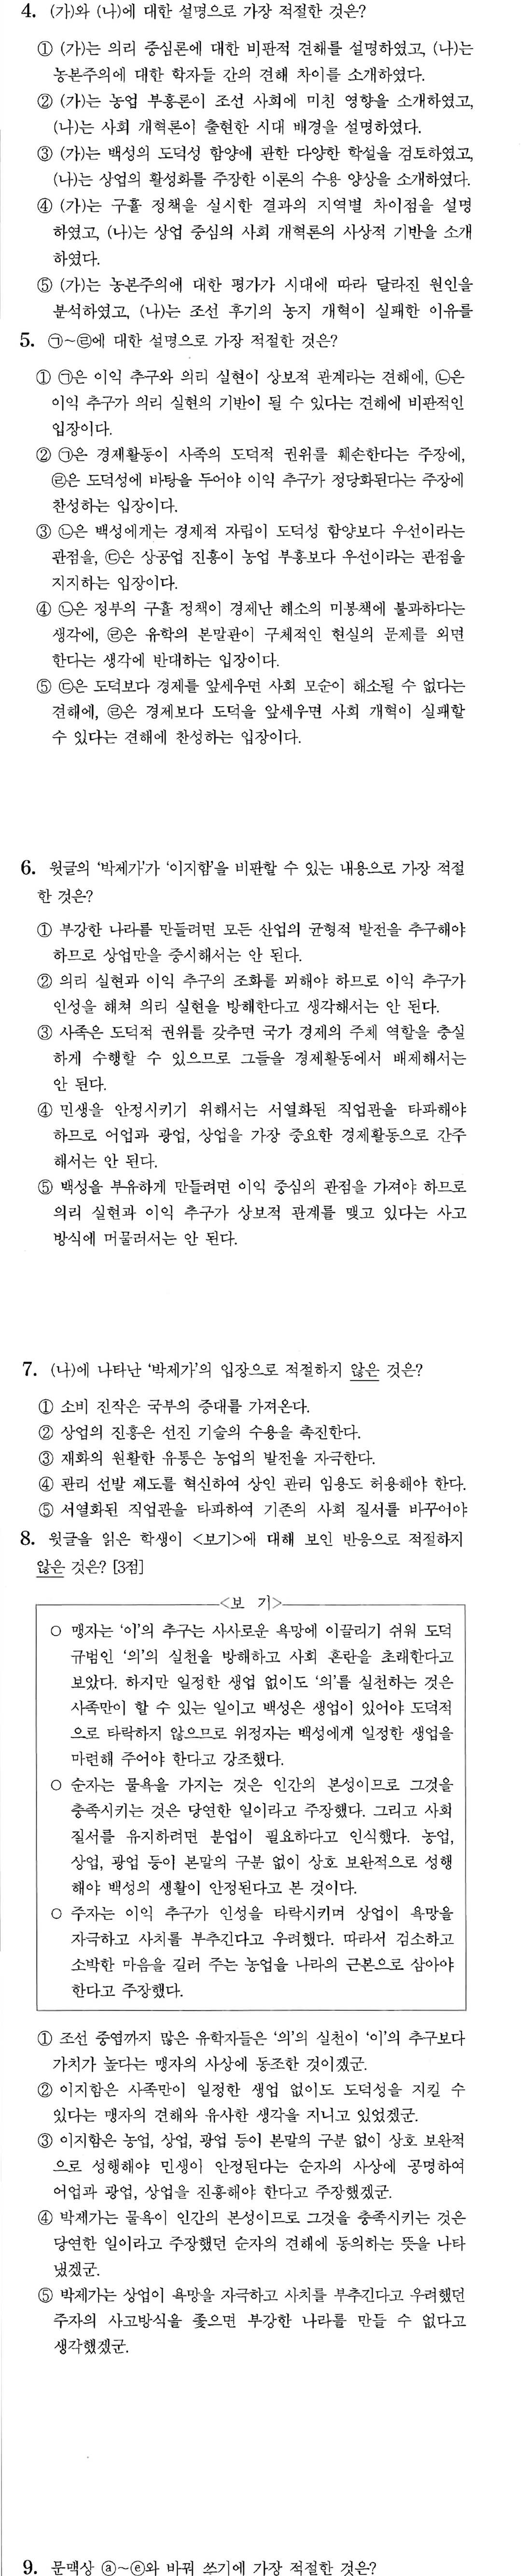 4. (가)와 (나)에 대한 설명으로 가장 적절한 것은?
① (가)는 의리 중심론에 대한 비판적 견해를 설명하였고, (나)는
농본주의에 대한 학자들 간의 견해 차이를 소개하였다.
② (가)는 농업 부흥론이 조선 사회에 미친 영향을 소개하였고,
(나)는 사회 개혁론이 출현한 시대 배경을 설명하였다.
③ (가)는 백성의 도덕성 함양에 관한 다양한 학설을 검토하였고,
(나)는 상업의 활성화를 주장한 이론의 수용 양상을 소개하였다.
④ (가)는 구휼 정책을 실시한 결과의 지역별 차이점을 설명
하였고, (나)는 상업 중심의 사회 개혁론의 사상적 기반을 소개
하였다.
⑤ (가)는 농본주의에 대한 평가가 시대에 따라 달라진 원인을
분석하였고, (나)는 조선 후기의 농지 개혁이 실패한 이유를
5. ㉠~㉣에 대한 설명으로 가장 적절한 것은?
① ㉠은 이익 추구와 의리 실현이 상보적 관계라는 견해에, ㉡은
이익 추구가 의리 실현의 기반이 될 수 있다는 견해에 비판적인
입장이다.
② ㉠은 경제활동이 사족의 도덕적 권위를 훼손한다는 주장에,
㉣은 도덕성에 바탕을 두어야 이익 추구가 정당화된다는 주장에
찬성하는 입장이다.
③ ㉡은 백성에게는 경제적 자립이 도덕성 함양보다 우선이라는
관점을, ㉢은 상공업 진흥이 농업 부흥보다 우선이라는 관점을
지지하는 입장이다.
④ ㉡은 정부의 구휼 정책이 경제난 해소의 미봉책에 불과하다는
생각에, ㉣은 유학의 본말관이 구체적인 현실의 문제를 외면
한다는 생각에 반대하는 입장이다.
⑤ ㉢은 도덕보다 경제를 앞세우면 사회 모순이 해소될 수 없다는
견해에, ㉣은 경제보다 도덕을 앞세우면 사회 개혁이 실패할
수 있다는 견해에 찬성하는 입장이다.
6. 윗글의 '박제가'가 '이지함'을 비판할 수 있는 내용으로 가장 적절
한 것은?
① 부강한 나라를 만들려면 모든 산업의 균형적 발전을 추구해야
하므로 상업만을 중시해서는 안 된다.
② 의리 실현과 이익 추구의 조화를 꾀해야 하므로 이익 추구가
인성을 해쳐 의리 실현을 방해한다고 생각해서는 안 된다.
③ 사족은 도덕적 권위를 갖추면 국가 경제의 주체 역할을 충실
하게 수행할 수 있으므로 그들을 경제활동에서 배제해서는
안 된다.
④ 민생을 안정시키기 위해서는 서열화된 직업관을 타파해야
하므로 어업과 광업, 상업을 가장 중요한 경제활동으로 간주
해서는 안 된다.
⑤ 백성을 부유하게 만들려면 이익 중심의 관점을 가져야 하므로
의리 실현과 이익 추구가 상보적 관계를 맺고 있다는 사고
방식에 머물러서는 안 된다.
7. (나)에 나타난 '박제가'의 입장으로 적절하지 않은 것은?
① 소비 진작은 국부의 증대를 가져온다.
② 상업의 진흥은 선진 기술의 수용을 촉진한다.
③ 재화의 원활한 유통은 농업의 발전을 자극한다.
④ 관리 선발 제도를 혁신하여 상인 관리 임용도 허용해야 한다.
⑤ 서열화된 직업관을 타파하여 기존의 사회 질서를 바꾸어야
8. 윗글을 읽은 학생이 <보기>에 대해 보인 반응으로 적절하지
않은 것은? [3점]
<보 기>
○ 맹자는 '이'의 추구는 사사로운 욕망에 이끌리기 쉬워 도덕
규범인 '의'의 실천을 방해하고 사회 혼란을 초래한다고
보았다. 하지만 일정한 생업 없이도 '의'를 실천하는 것은
사족만이 할 수 있는 일이고 백성은 생업이 있어야 도덕적
으로 타락하지 않으므로 위정자는 백성에게 일정한 생업을
마련해 주어야 한다고 강조했다.
○ 순자는 물욕을 가지는 것은 인간의 본성이므로 그것을
충족시키는 것은 당연한 일이라고 주장했다. 그리고 사회
질서를 유지하려면 분업이 필요하다고 인식했다. 농업,
상업, 광업 등이 본말의 구분 없이 상호 보완적으로 성행
해야 백성의 생활이 안정된다고 본 것이다.
○ 주자는 이익 추구가 인성을 타락시키며 상업이 욕망을
자극하고 사치를 부추긴다고 우려했다. 따라서 검소하고
소박한 마음을 길러 주는 농업을 나라의 근본으로 삼아야
한다고 주장했다.
① 조선 중엽까지 많은 유학자들은 '의'의 실천이 '이'의 추구보다
가치가 높다는 맹자의 사상에 동조한 것이겠군.
② 이지함은 사족만이 일정한 생업 없이도 도덕성을 지킬 수
있다는 맹자의 견해와 유사한 생각을 지니고 있었겠군.
③ 이지함은 농업, 상업, 광업 등이 본말의 구분 없이 상호 보완적
으로 성행해야 민생이 안정된다는 순자의 사상에 공명하여
어업과 광업, 상업을 진흥해야 한다고 주장했겠군.
④ 박제가는 물욕이 인간의 본성이므로 그것을 충족시키는 것은
당연한 일이라고 주장했던 순자의 견해에 동의하는 뜻을 나타
냈겠군.
⑤ 박제가는 상업이 욕망을 자극하고 사치를 부추긴다고 우려했던
주자의 사고방식을 좇으면 부강한 나라를 만들 수 없다고
생각했겠군.
9. 문맥상 ⓐ~ⓔ와 바꿔 쓰기에 가장 적절한 것은?